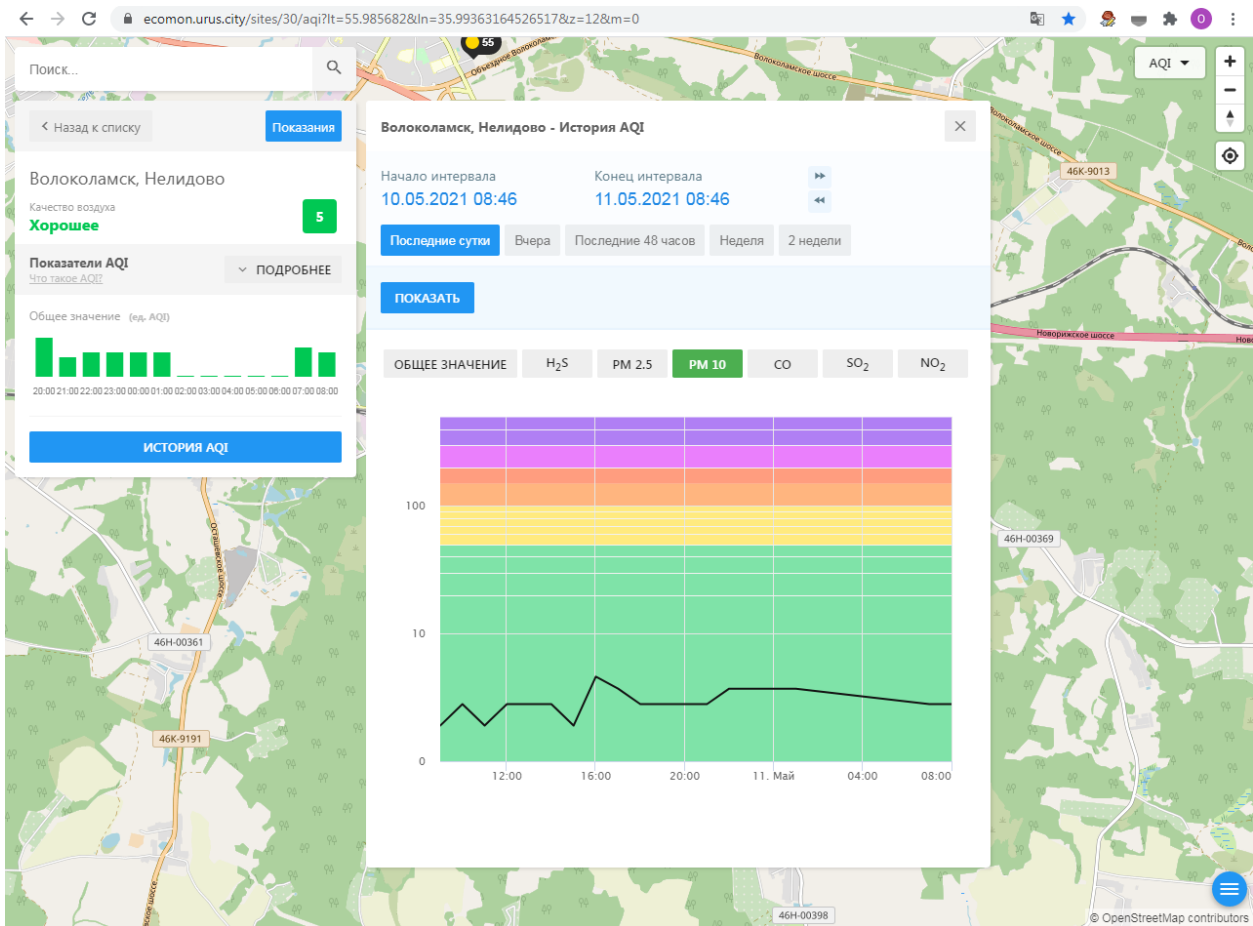 ecomon.urus.city/sites/30/aqi?lt=55.985682&ln=35.99363164526517&z=12&m=0
O
55
Объездное Волоколам
Волоколамское шоссе
Поиск...
AQI
+
−
Назад к списку
Показания
Волоколамск, Нелидово
Качество воздуха
Хорошее
5
Показатели AQI
Что такое AQI?
ПОДРОБНЕЕ
Общее значение (ед. AQI)
20:00 21:00 22:00 23:00 00:00 01:00 02:00 03:00 04:00 05:00 06:00 07:00 08:00
ИСТОРИЯ AQI
Волоколамск, Нелидово - История AQI
Начало интервала
Конец интервала
10.05.2021 08:46
11.05.2021 08:46
Последние сутки
Вчера
Последние 48 часов
Неделя
2 недели
ПОКАЗАТЬ
ОБЩЕЕ ЗНАЧЕНИЕ
H₂S
PM 2.5
PM 10
CO
SO₂
NO₂
100
10
0
12:00
16:00
20:00
11. Май
04:00
08:00
46К-9013
Новорижское шоссе
Ново
46Н-00369
Осташевское шоссе
46Н-00361
46К-9191
46Н-00398
© OpenStreetMap contributors